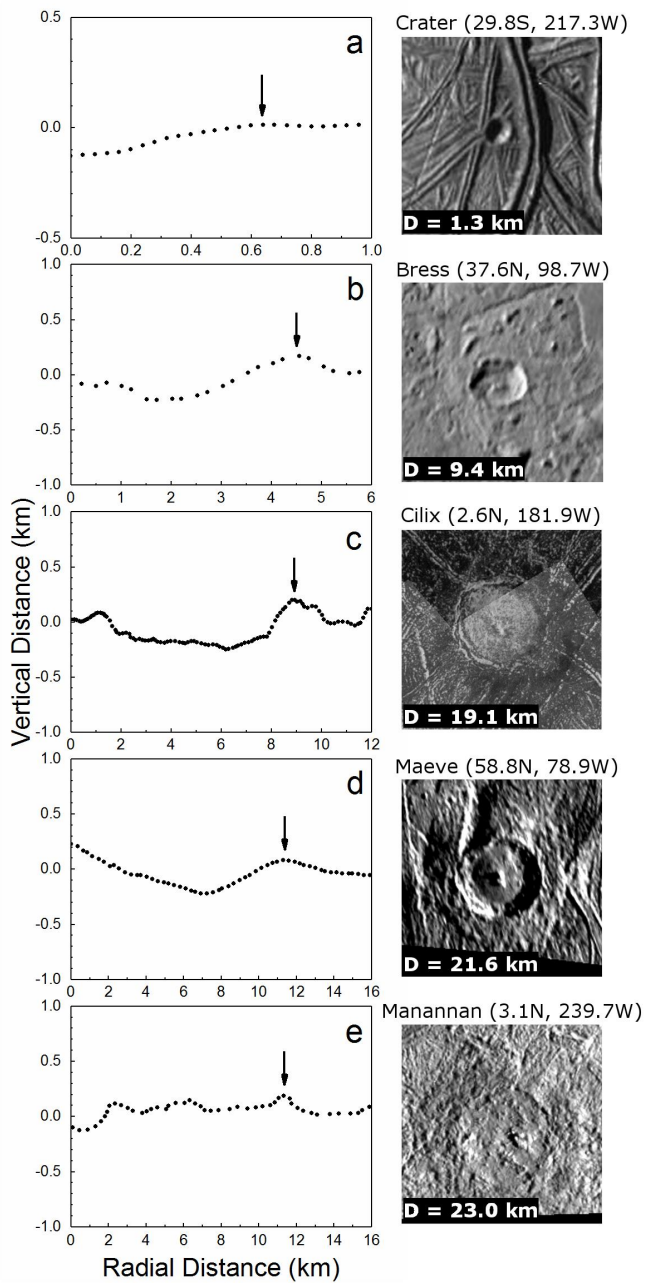 a
Crater (29.8S, 217.3W)
0.5
0.0
-0.5
0.0 0.2 0.4 0.6 0.8 1.0
D = 1.3 km
b
Bress (37.6N, 98.7W)
1.0
0.5
0.0
-0.5
-1.0
0 1 2 3 4 5 6
D = 9.4 km
c
Cilix (2.6N, 181.9W)
1.0
0.5
0.0
-0.5
-1.0
0 2 4 6 8 10 12
D = 19.1 km
d
Maeve (58.8N, 78.9W)
1.0
0.5
0.0
-0.5
-1.0
0 2 4 6 8 10 12 14 16
D = 21.6 km
e
Manannan (3.1N, 239.7W)
1.0
0.5
0.0
-0.5
-1.0
0 2 4 6 8 10 12 14 16
D = 23.0 km
Vertical Distance (km)
Radial Distance (km)